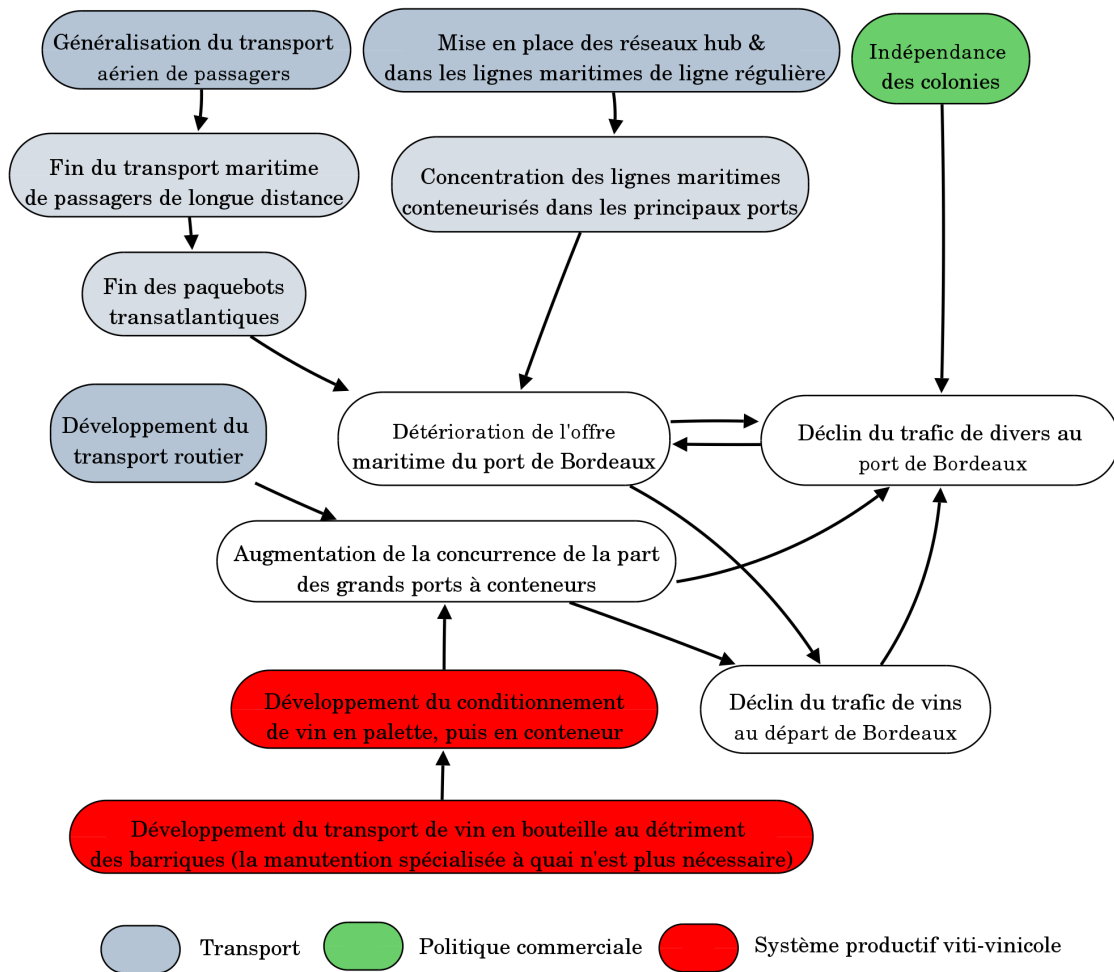 Généralisation du transport
aérien de passagers
Mise en place des réseaux hub &
dans les lignes maritimes de ligne régulière
Indépendance
des colonies
Fin du transport maritime
de passagers de longue distance
Concentration des lignes maritimes
conteneurisés dans les principaux ports
Fin des paquebots
transatlantiques
Développement du
transport routier
Détérioration de l'offre
maritime du port de Bordeaux
Déclin du trafic de divers au
port de Bordeaux
Augmentation de la concurrence de la part
des grands ports à conteneurs
Développement du conditionnement
de vin en palette, puis en conteneur
Déclin du trafic de vins
au départ de Bordeaux
Développement du transport de vin en bouteille au détriment
des barriques (la manutention spécialisée à quai n'est plus nécessaire)
Transport
Politique commerciale
Système productif viti-vinicole